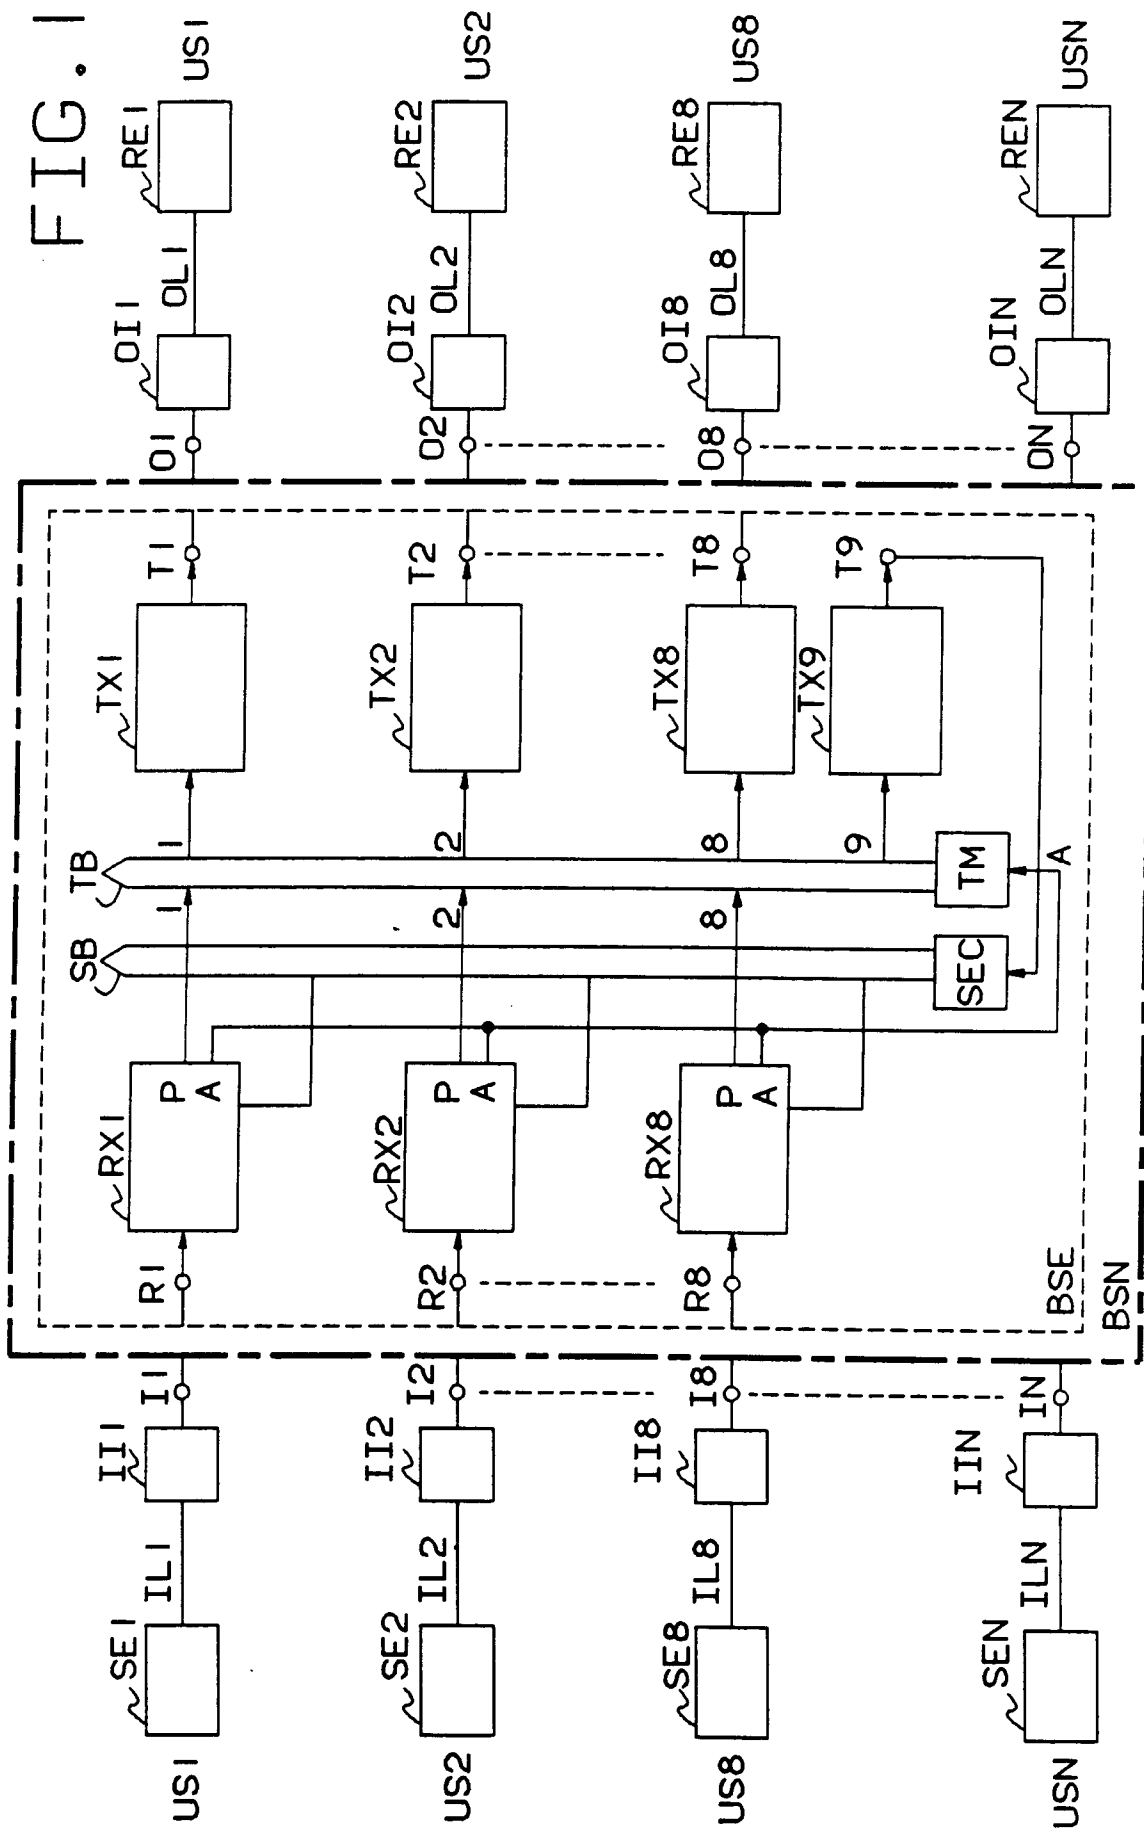 FIG. 1
US1
SE1
IL1
II1
I1
R1
RX1
P
A
SB
TB
1
1
TX1
T1
O1
OI1
OL1
RE1
US1
US2
SE2
IL2
II2
I2
R2
RX2
P
A
2
2
TX2
T2
O2
OI2
OL2
RE2
US2
US8
SE8
IL8
II8
I8
R8
RX8
P
A
8
8
TX8
T8
O8
OI8
OL8
RE8
US8
9
TX9
T9
SEC
TM
A
BSE
BSN
USN
SEN
ILN
IIN
IN
ON
OIN
OLN
REN
USN